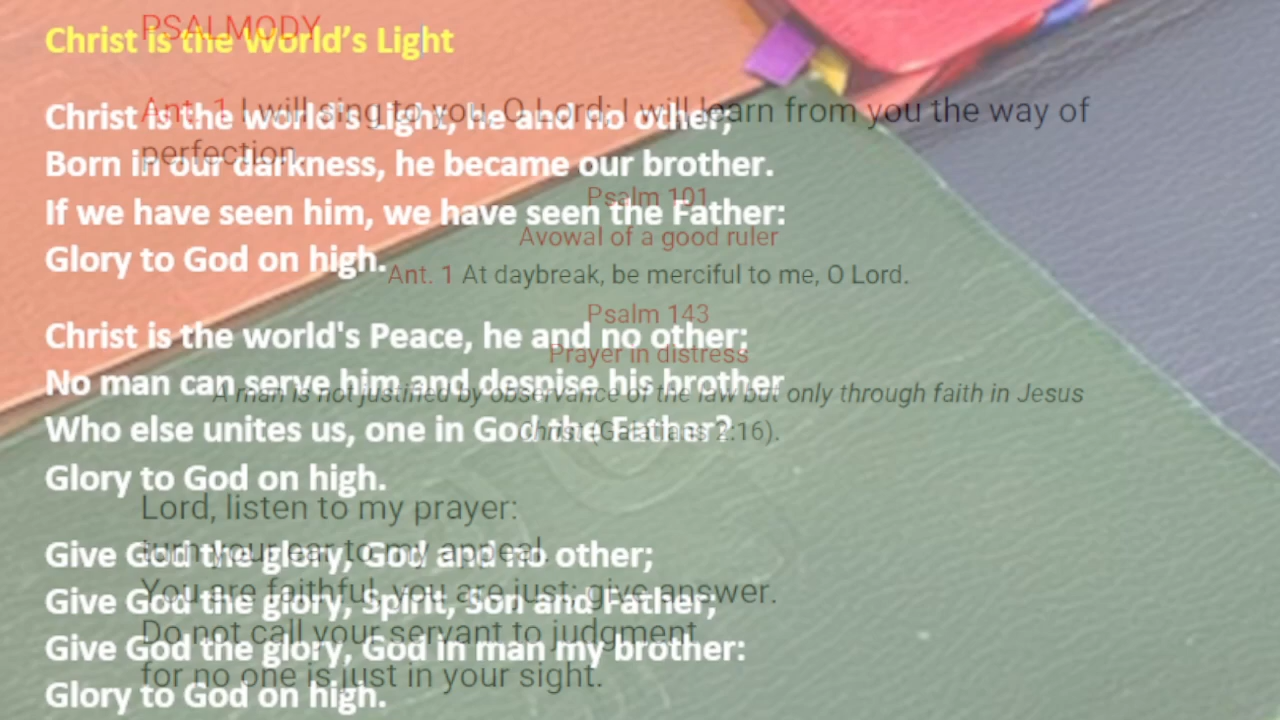 Christ is the World's Light
Christ is the world's Light, he and no other;
Born in our darkness, he became our brother.
If we have seen him, we have seen the Father:
Glory to God on high.
Christ is the world's Peace, he and no other;
No man can serve him and despise his brother
Who else unites us, one in God the Father?
Glory to God on high.
Give God the glory, God and no other;
Give God the glory, Spirit, Son and Father;
Give God the glory, God in man my brother:
Glory to God on high.
PSALMODY
Ant. 1 I will sing to you, O Lord; I will learn from you the way of
perfection.
Psalm 101
Avowal of a good ruler
Ant. 1 At daybreak, be merciful to me, O Lord.
Psalm 143
Prayer in distress
A man is not justified by observance of the law but only through faith in Jesus
Christ (Galatians 2:16).
Lord, listen to my prayer:
turn your ear to my appeal.
You are faithful, you are just; give answer.
Do not call your servant to judgment
for no one is just in your sight.